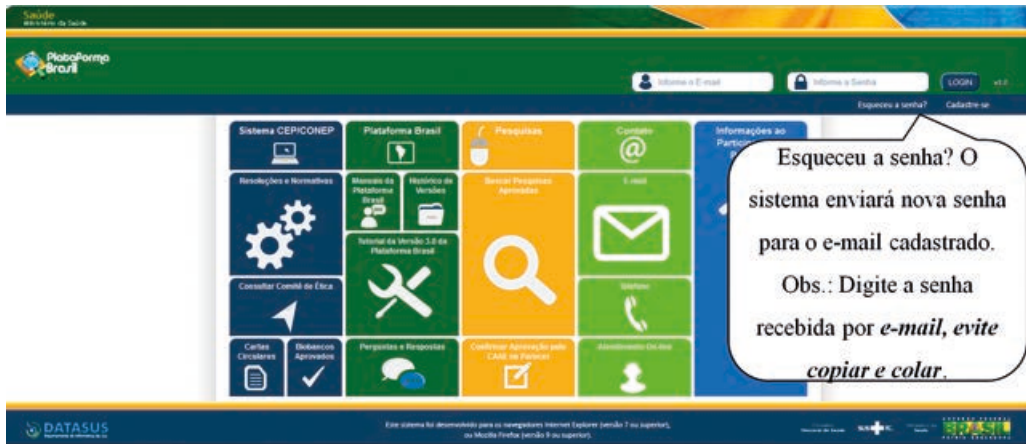 Saúde
Ministério da Saúde
Plataforma
Brasil
Informe o E-mail
Informe a Senha
LOGIN
Esqueceu a senha?
Cadastre-se
Sistema CEP/CONEP
Plataforma Brasil
Pesquisas
Contato
Informações ao
Resoluções e Normativas
Manuais da
Plataforma
Brasil
Histórico de
Versões
Buscar Pesquisas
Aprovadas
E-mail
Tutorial da Versão 3.0 da
Plataforma Brasil
Consultar Comitê de Ética
Telefone
Cartas
Circulares
Biobancos
Aprovados
Perguntas e Respostas
Confirmar Aprovação pelo
CAAE ou Parecer
Atendimento On-line
Esqueceu a senha? O
sistema enviará nova senha
para o e-mail cadastrado.
Obs.: Digite a senha
recebida por e-mail, evite
copiar e colar.
DATASUS
Este sistema foi desenvolvido para os navegadores Internet Explorer (versão 7 ou superior),
ou Mozilla Firefox (versão 9 ou superior).
SUS
BRASIL